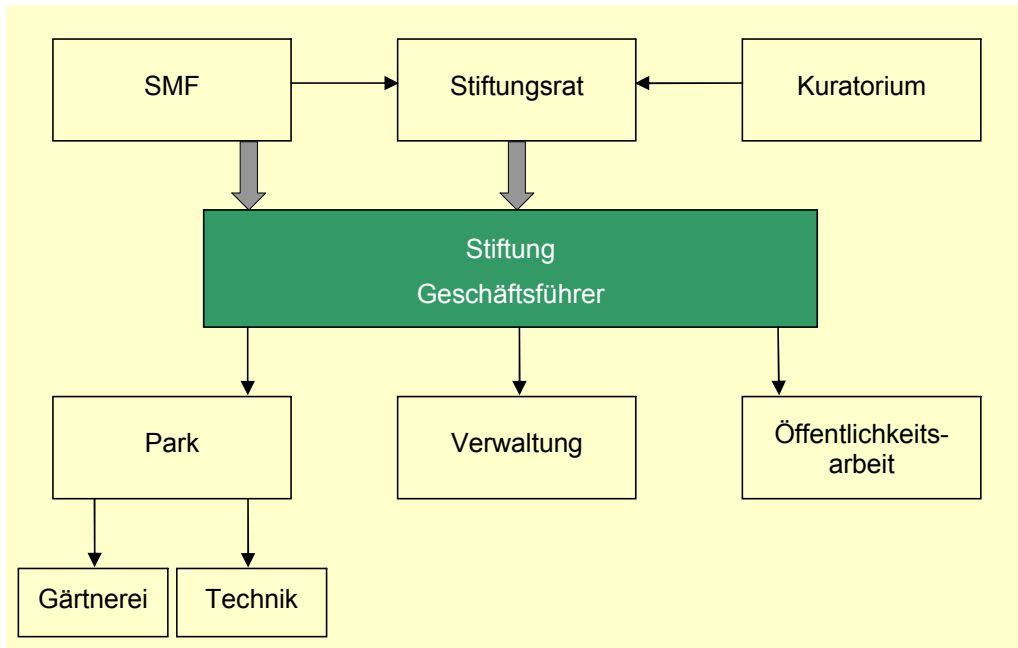 SMF
Stiftungsrat
Kuratorium
Stiftung
Geschäftsführer
Park
Verwaltung
Öffentlichkeits-
arbeit
Gärtnerei
Technik